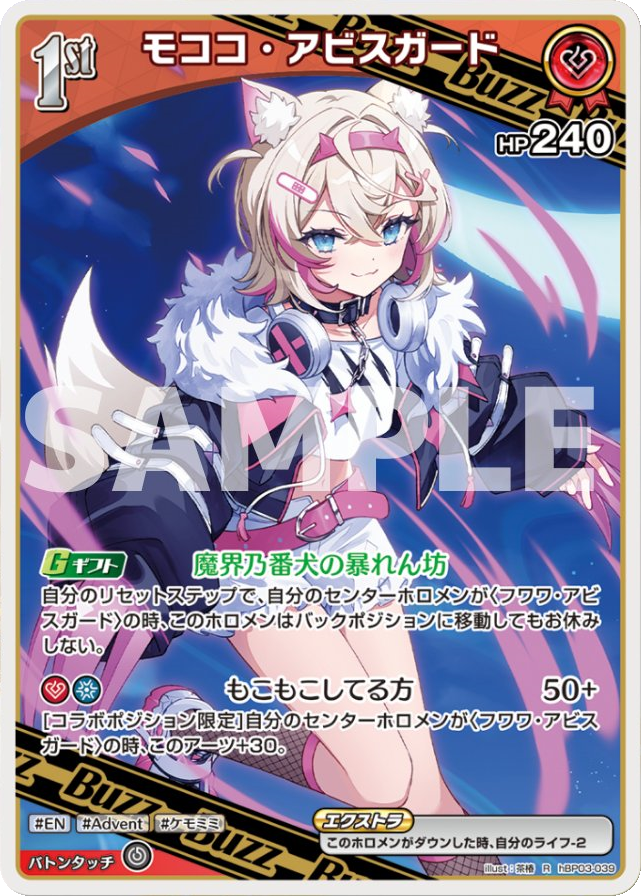 1st
モココ・アビスガード
Buzz Buzz Buzz
HP240
SAMPLE
G ギフト 魔界乃番犬の暴れん坊
自分のリセットステップで、自分のセンターホロメンが〈フワワ・アビ
スガード〉の時、このホロメンはバックポジションに移動してもお休み
しない。
もこもこしてる方 50+
[コラボポジション限定]自分のセンターホロメンが〈フワワ・アビス
ガード〉の時、このアーツ+30。
Buzz Buzz Buzz
#EN #Advent #ケモミミ
エクストラ
このホロメンがダウンした時、自分のライフ-2
バトンタッチ
illust:茶椿 R hBP03-039